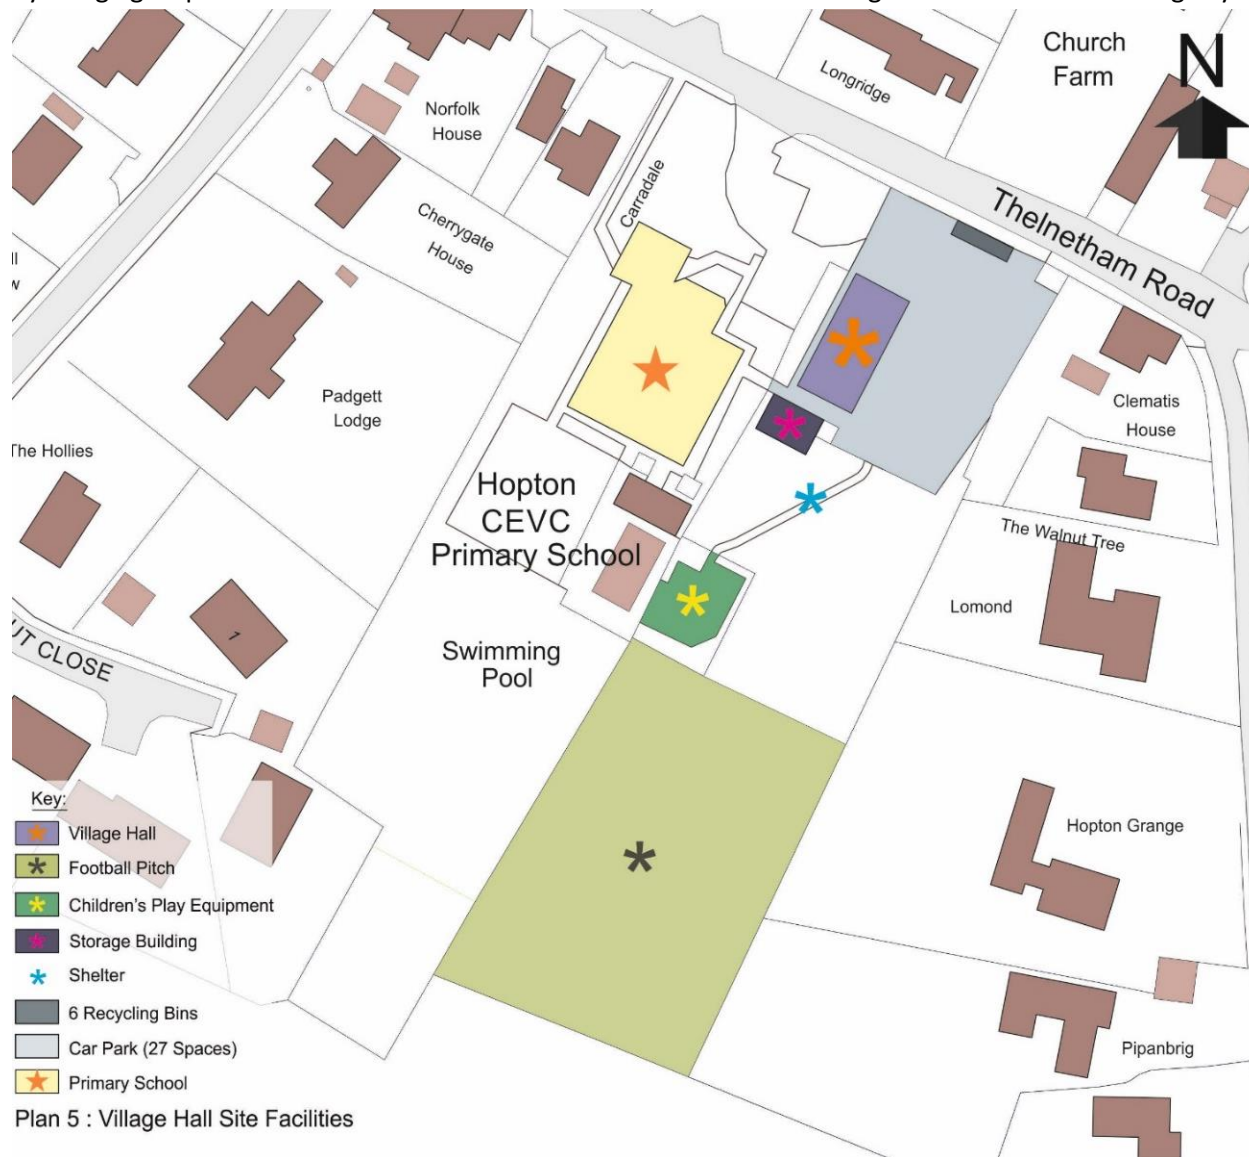 Church
Farm
N
Longridge
Norfolk
House
Thelnetham Road
Carradale
Cherrygate
House
Padgett
Lodge
Clematis
House
The Hollies
Hopton
CEVC
Primary School
The Walnut Tree
Lomond
1
UT CLOSE
Swimming
Pool
Hopton Grange
Pipanbrig
Key:
Village Hall
Football Pitch
Children's Play Equipment
Storage Building
Shelter
6 Recycling Bins
Car Park (27 Spaces)
Primary School
Plan 5 : Village Hall Site Facilities